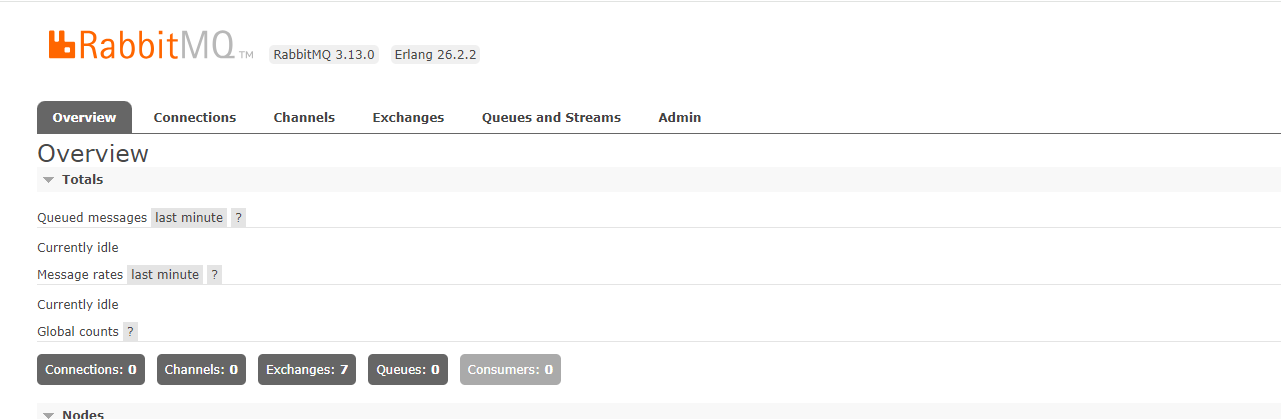 RabbitMQ TM RabbitMQ 3.13.0 Erlang 26.2.2
Overview Connections Channels Exchanges Queues and Streams Admin
Overview
Totals
Queued messages last minute ?
Currently idle
Message rates last minute ?
Currently idle
Global counts ?
Connections: 0 Channels: 0 Exchanges: 7 Queues: 0 Consumers: 0
Nodes